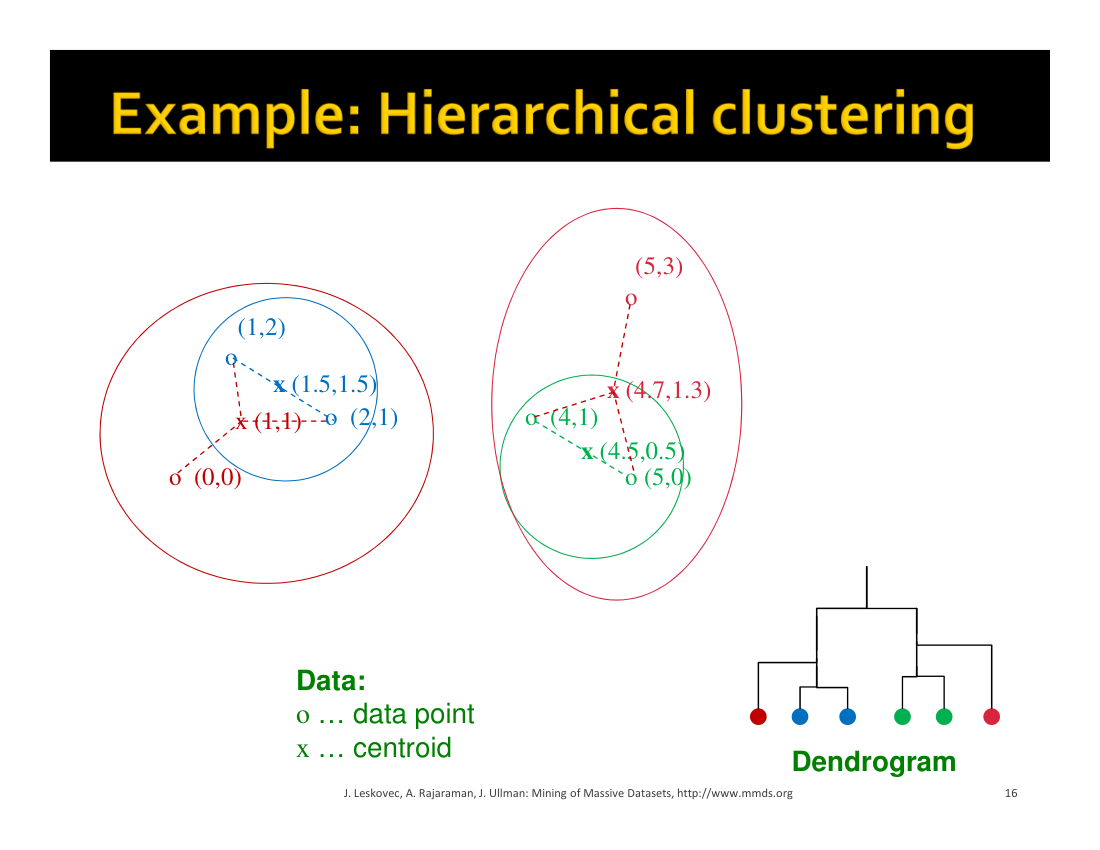 Example: Hierarchical clustering
(5,3)
o
(1,2)
o
x (1.5,1.5)
x (4.7,1.3)
x (1,1)
o (2,1)
o (4,1)
x (4.5,0.5)
o (0,0)
o (5,0)
Data:
o … data point
x … centroid
Dendrogram
J. Leskovec, A. Rajaraman, J. Ullman: Mining of Massive Datasets, http://www.mmds.org
16